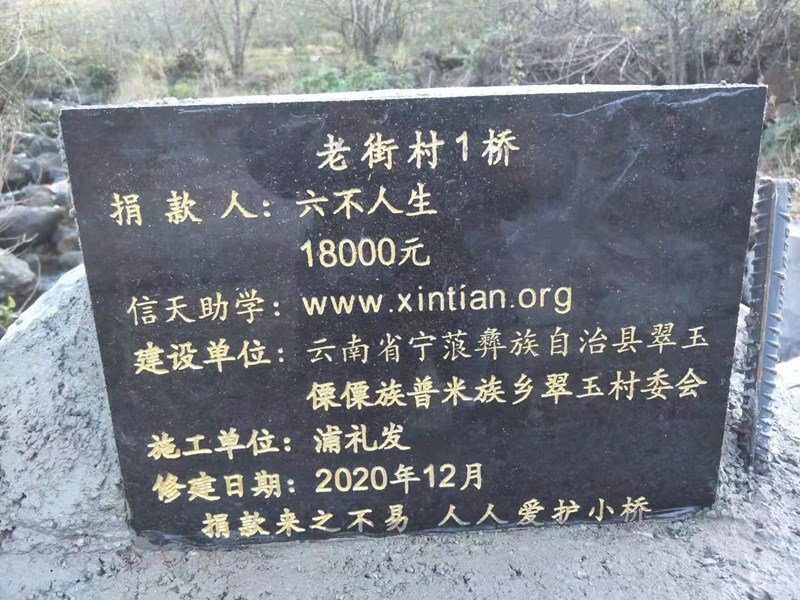 老街村1桥
捐款人：六不人生
18000元
信天助学：www.xintian.org
建设单位：云南省宁蒗彝族自治县翠玉
傈僳族普米族乡翠玉村委会
施工单位：浦礼发
修建日期：2020年12月
捐款来之不易 人人爱护小桥